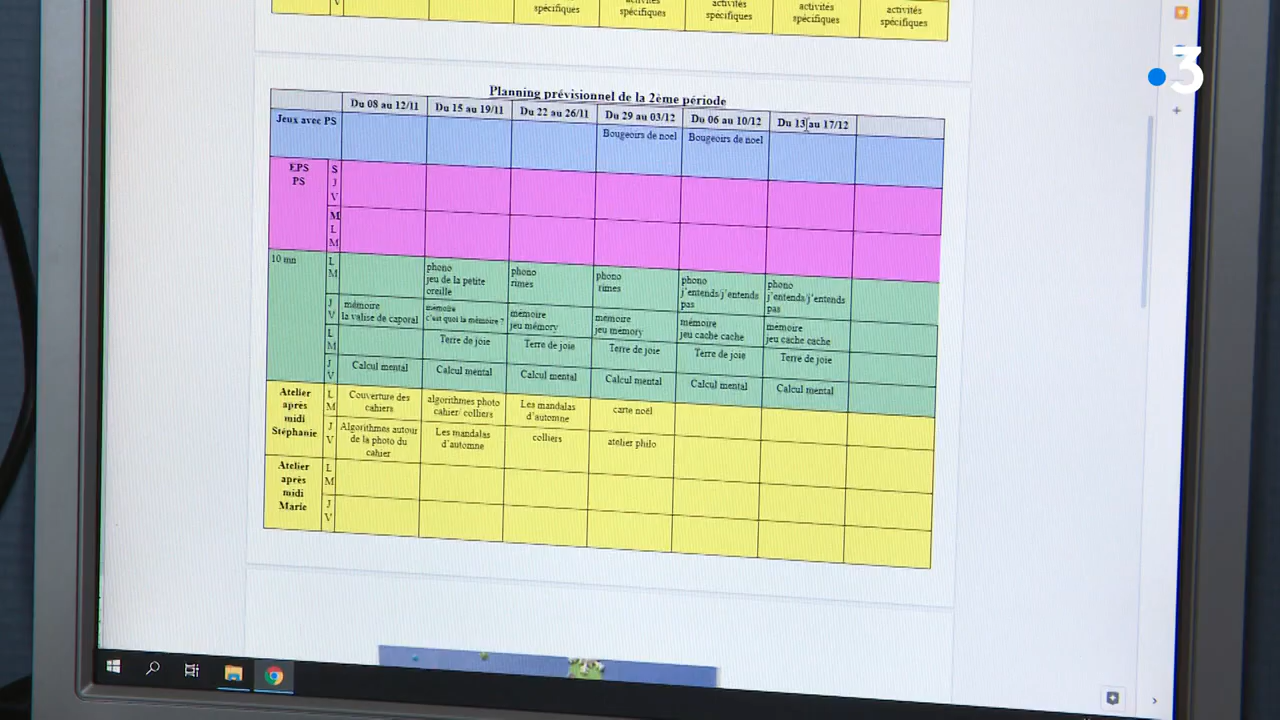 V
spécifiques
activités
spécifiques
activités
spécifiques
activités
spécifiques
activités
spécifiques
3
Planning prévisionnel de la 2ème période
Du 08 au 12/11
Du 15 au 19/11
Du 22 au 26/11
Du 29 au 03/12
Du 06 au 10/12
Du 13 au 17/12
Jeux avec PS
Bougeoirs de noel
Bougeoirs de noel
EPS
PS
S
J
V
M
L
M
10 mn
L
M
phono
jeu de la petite
oreille
phono
rimes
phono
rimes
phono
j'entends/j'entends
pas
phono
j'entends/j'entends
pas
J
V
mémoire
la valise de caporal
mémoire
c'est quoi la mémoire ?
mémoire
jeu mémory
mémoire
jeu mémory
mémoire
jeu cache cache
mémoire
jeu cache cache
L
M
Terre de joie
Terre de joie
Terre de joie
Terre de joie
Terre de joie
J
V
Calcul mental
Calcul mental
Calcul mental
Calcul mental
Calcul mental
Calcul mental
Atelier
après
midi
Stéphanie
L
M
Couverture des
cahiers
algorithmes photo
cahier/ colliers
Les mandalas
d'automne
carte noël
J
V
Algorithmes autour
de la photo du
cahier
Les mandalas
d'automne
colliers
atelier philo
Atelier
après
midi
Marie
L
M
J
V